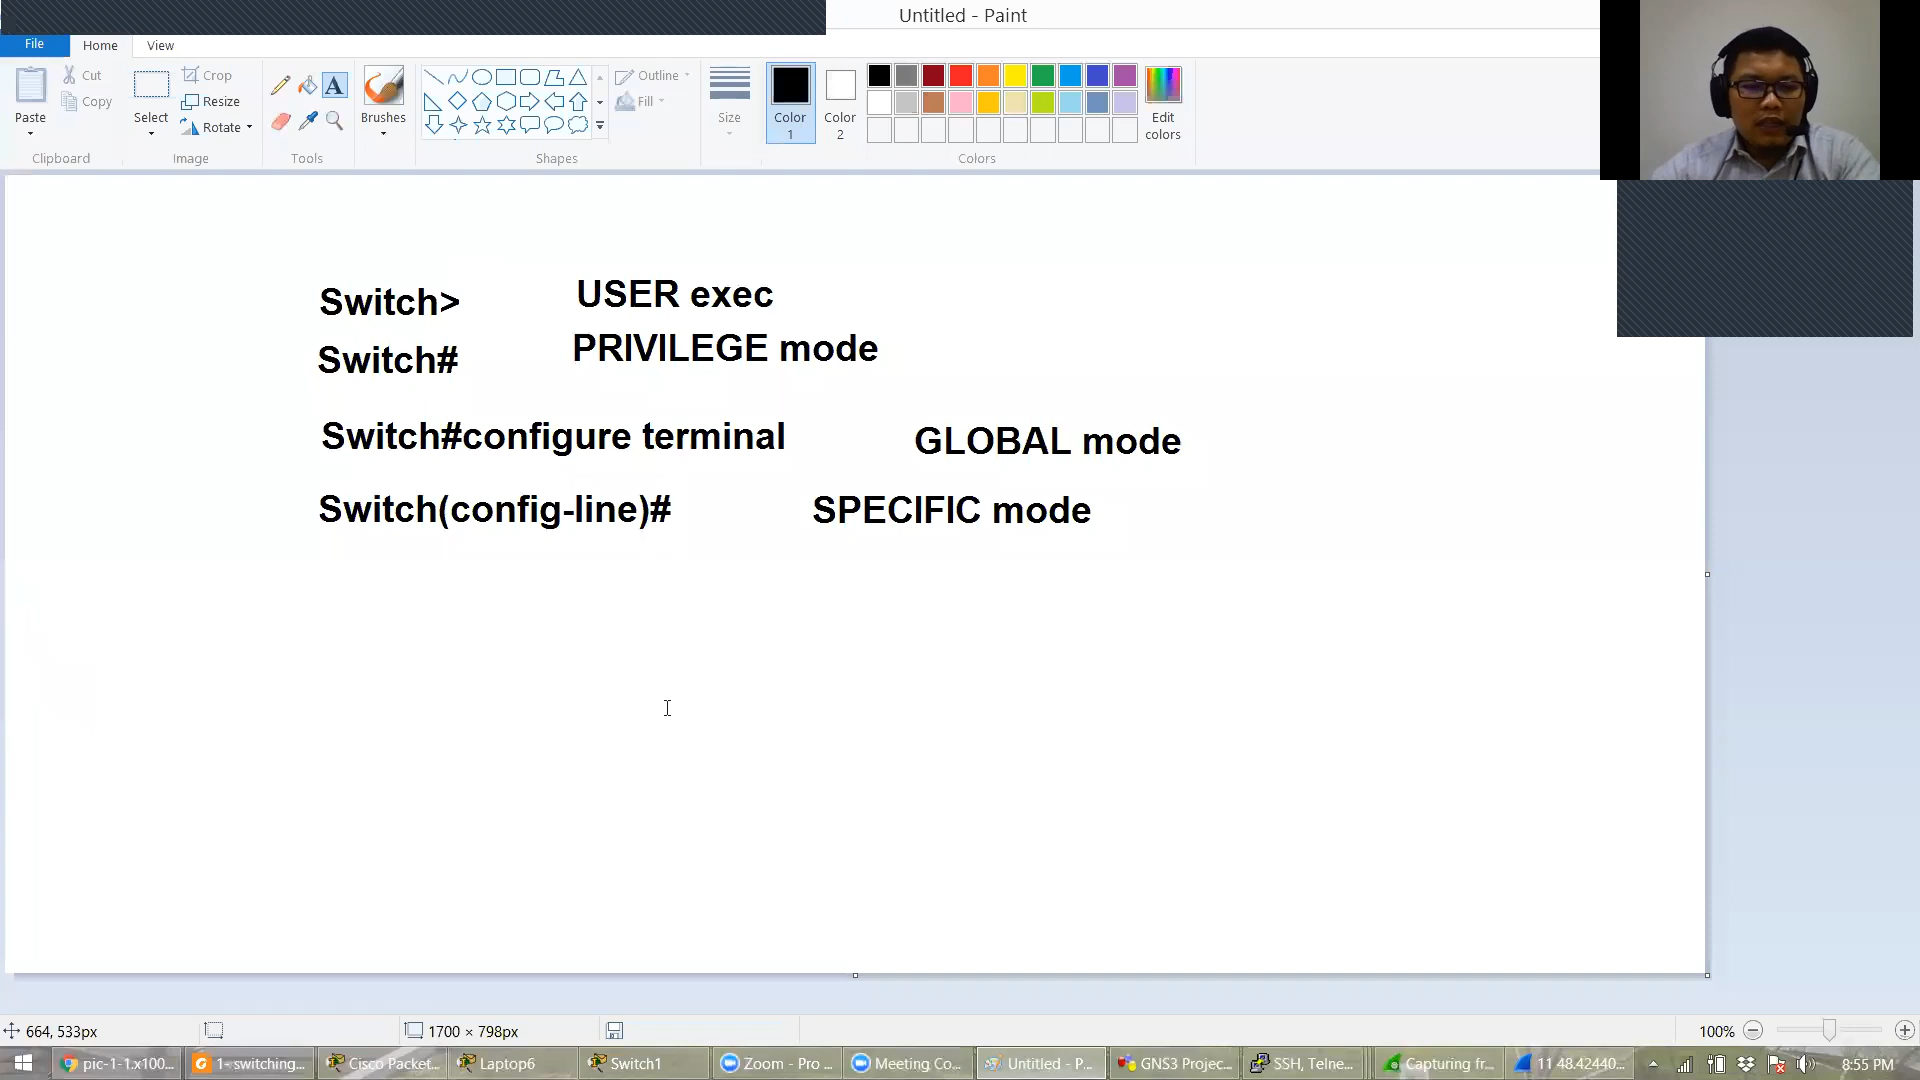 Untitled - Paint
File Home View
Paste
Cut
Copy
Clipboard
Select
Crop
Resize
Rotate
Image
A
Tools
Brushes
Shapes
Outline
Fill
Size
Color 1
Color 2
Edit colors
Colors
Switch> USER exec
Switch# PRIVILEGE mode
Switch#configure terminal GLOBAL mode
Switch(config-line)# SPECIFIC mode
664, 533px 1700 × 798px 100%
pic-1-1.x100... 1- switching... Cisco Packet... Laptop6 Switch1 Zoom - Pro ... Meeting Co... Untitled - P... GNS3 Projec... SSH, Telne... Capturing fr... 11 48.42440... 8:55 PM